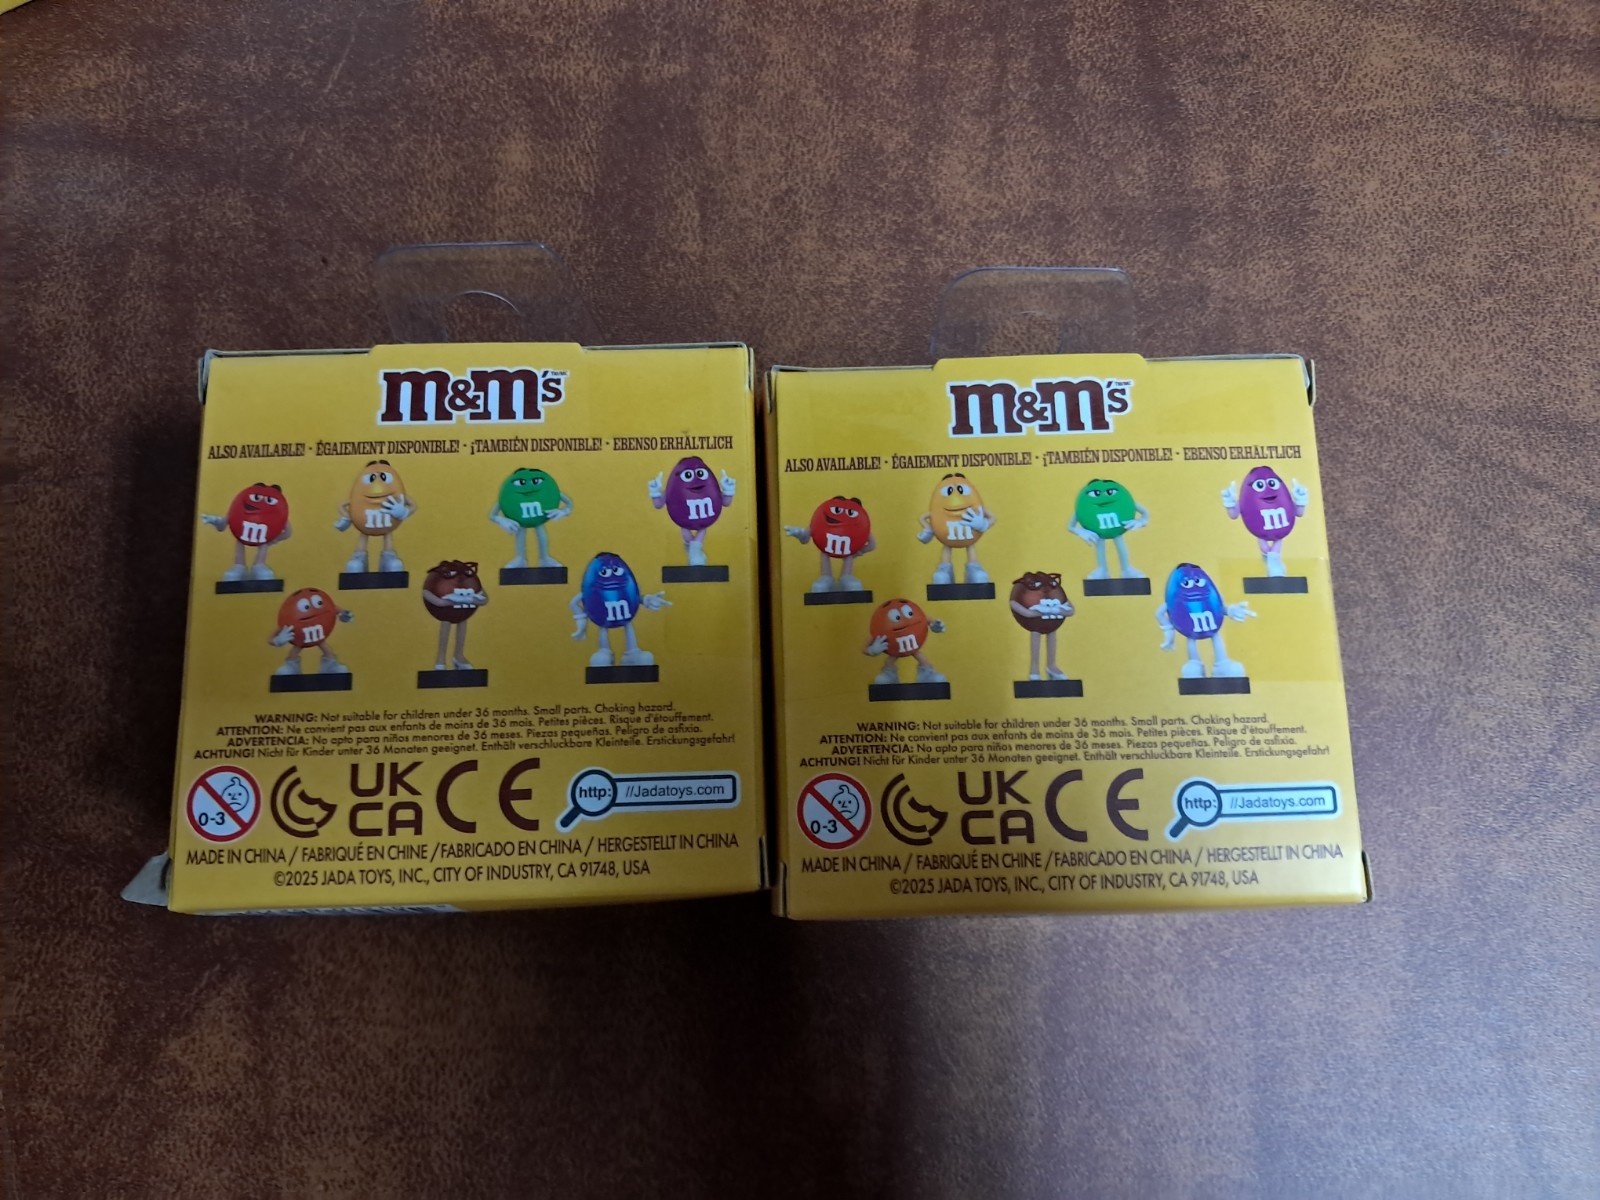 m&m's
ALSO AVAILABLE! · ÉGAIEMENT DISPONIBLE! · ¡TAMBIÉN DISPONIBLE! · EBENSO ERHÄLTLICH
m
m
m
m
m
m
m
WARNING: Not suitable for children under 36 months. Small parts. Choking hazard.
ATTENTION: Ne convient pas aux enfants de moins de 36 mois. Petites pièces. Risque d'étouffement.
ADVERTENCIA: No apto para niños menores de 36 meses. Piezas pequeñas. Peligro de asfixia.
ACHTUNG! Nicht für Kinder unter 36 Monaten geeignet. Enthält verschluckbare Kleinteile. Erstickungsgefahr!
0-3
UK
CA
CE
http: //Jadatoys.com
MADE IN CHINA / FABRIQUÉ EN CHINE / FABRICADO EN CHINA / HERGESTELLT IN CHINA
©2025 JADA TOYS, INC., CITY OF INDUSTRY, CA 91748, USA
m&m's
ALSO AVAILABLE! · ÉGAIEMENT DISPONIBLE! · ¡TAMBIÉN DISPONIBLE! · EBENSO ERHÄLTLICH
m
m
m
m
m
m
m
WARNING: Not suitable for children under 36 months. Small parts. Choking hazard.
ATTENTION: Ne convient pas aux enfants de moins de 36 mois. Petites pièces. Risque d'étouffement.
ADVERTENCIA: No apto para niños menores de 36 meses. Piezas pequeñas. Peligro de asfixia.
ACHTUNG! Nicht für Kinder unter 36 Monaten geeignet. Enthält verschluckbare Kleinteile. Erstickungsgefahr!
0-3
UK
CA
CE
http: //Jadatoys.com
MADE IN CHINA / FABRIQUÉ EN CHINE / FABRICADO EN CHINA / HERGESTELLT IN CHINA
©2025 JADA TOYS, INC., CITY OF INDUSTRY, CA 91748, USA